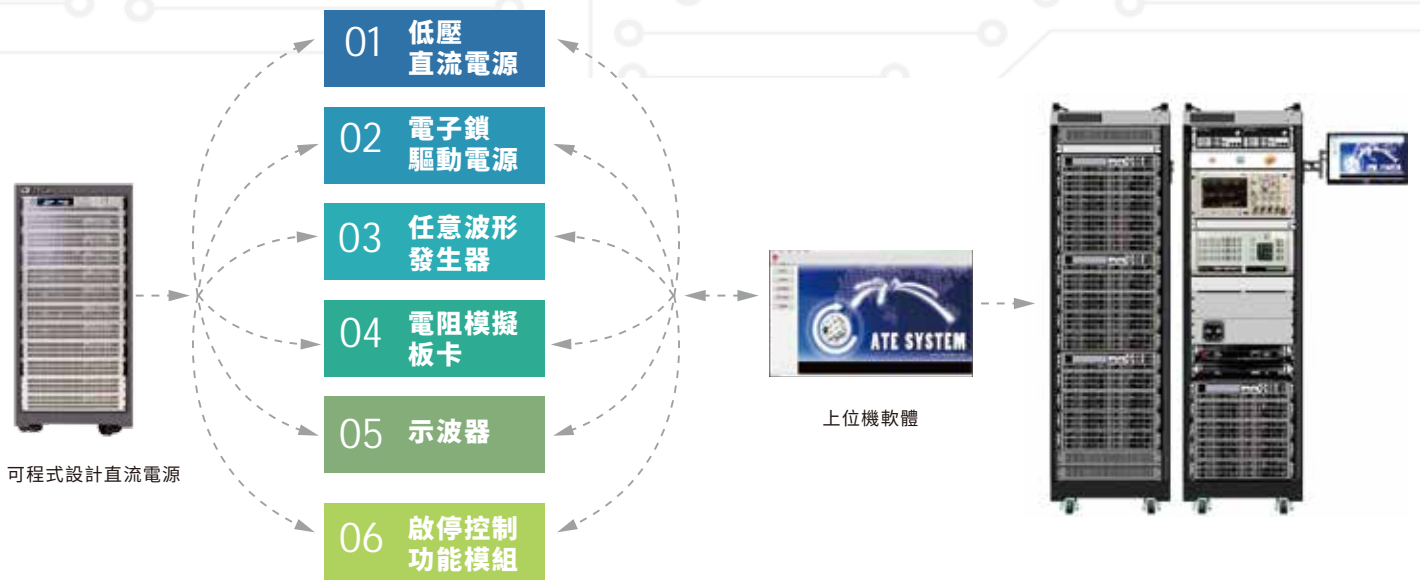 01 低壓
直流電源
02 電子鎖
驅動電源
03 任意波形
發生器
04 電阻模擬
板卡
05 示波器
06 啟停控制
功能模組
可程式設計直流電源
ATE SYSTEM
上位機軟體